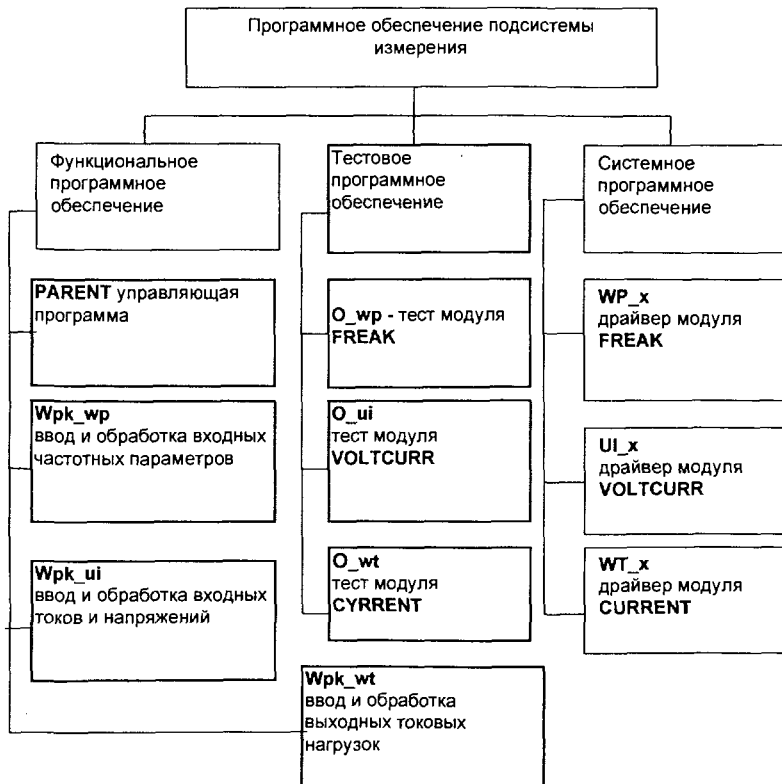 Программное обеспечение подсистемы
измерения
Функциональное
программное
обеспечение
Тестовое
программное
обеспечение
Системное
программное
обеспечение
PARENT управляющая
программа
O_wp - тест модуля
FREAK
WP_x
драйвер модуля
FREAK
Wpk_wp
ввод и обработка входных
частотных параметров
O_ui
тест модуля
VOLTCURR
UI_x
драйвер модуля
VOLTCURR
Wpk_ui
ввод и обработка входных
токов и напряжений
O_wt
тест модуля
CYRRENT
WT_x
драйвер модуля
CURRENT
Wpk_wt
ввод и обработка
выходных токовых
нагрузок